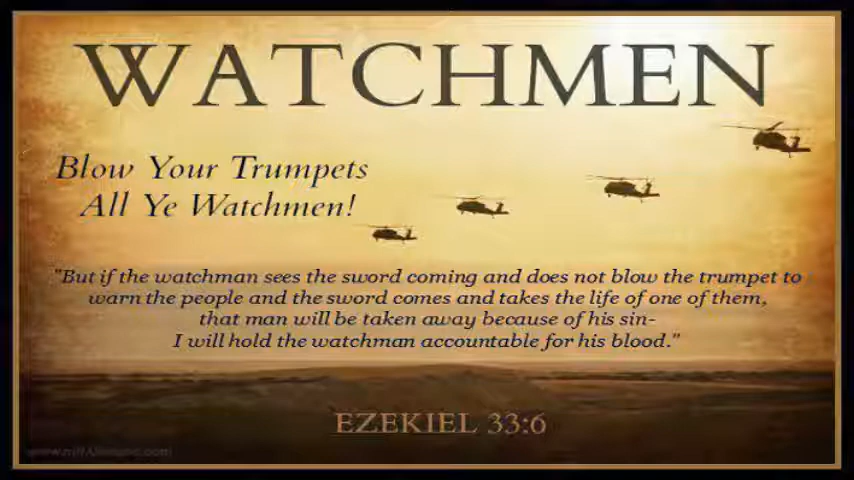 WATCHMEN
Blow Your Trumpets
All Ye Watchmen!
"But if the watchman sees the sword coming and does not blow the trumpet to
warn the people and the sword comes and takes the life of one of them,
that man will be taken away because of his sin-
I will hold the watchman accountable for his blood."
EZEKIEL 33:6